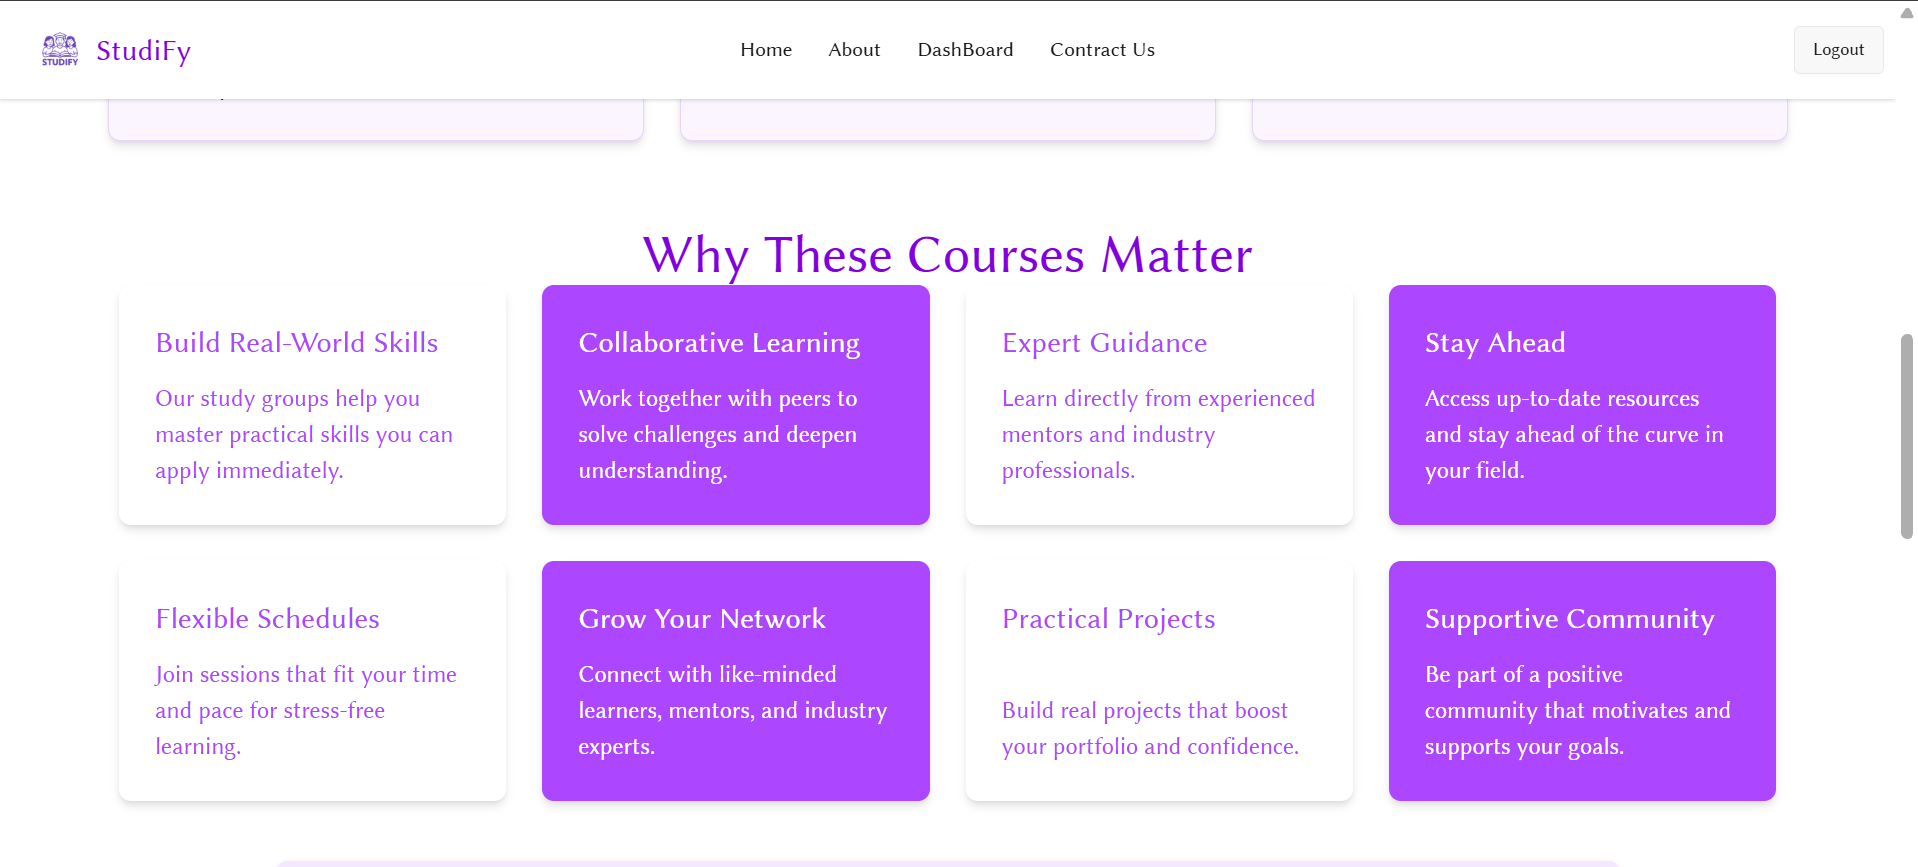 STUDIFY
StudiFy
Home
About
DashBoard
Contract Us
Logout
Why These Courses Matter
Build Real-World Skills
Our study groups help you
master practical skills you can
apply immediately.
Collaborative Learning
Work together with peers to
solve challenges and deepen
understanding.
Expert Guidance
Learn directly from experienced
mentors and industry
professionals.
Stay Ahead
Access up-to-date resources
and stay ahead of the curve in
your field.
Flexible Schedules
Join sessions that fit your time
and pace for stress-free
learning.
Grow Your Network
Connect with like-minded
learners, mentors, and industry
experts.
Practical Projects
Build real projects that boost
your portfolio and confidence.
Supportive Community
Be part of a positive
community that motivates and
supports your goals.